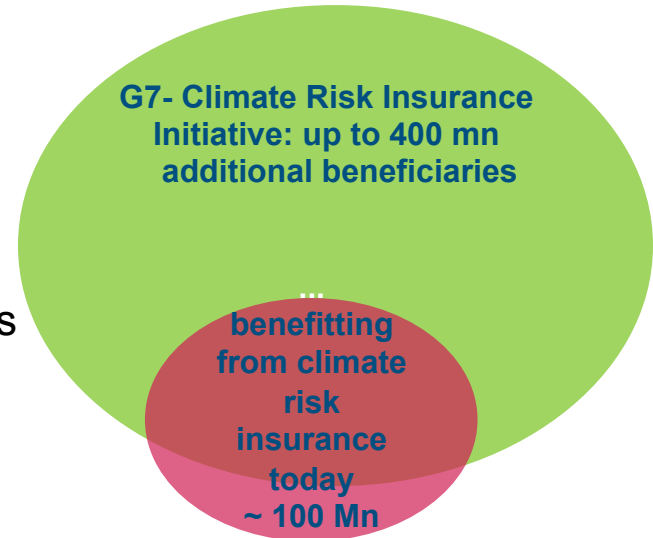 G7- Climate Risk Insurance
Initiative: up to 400 mn
additional beneficiaries
...
s
benefitting
from climate
risk
insurance
today
~ 100 Mn